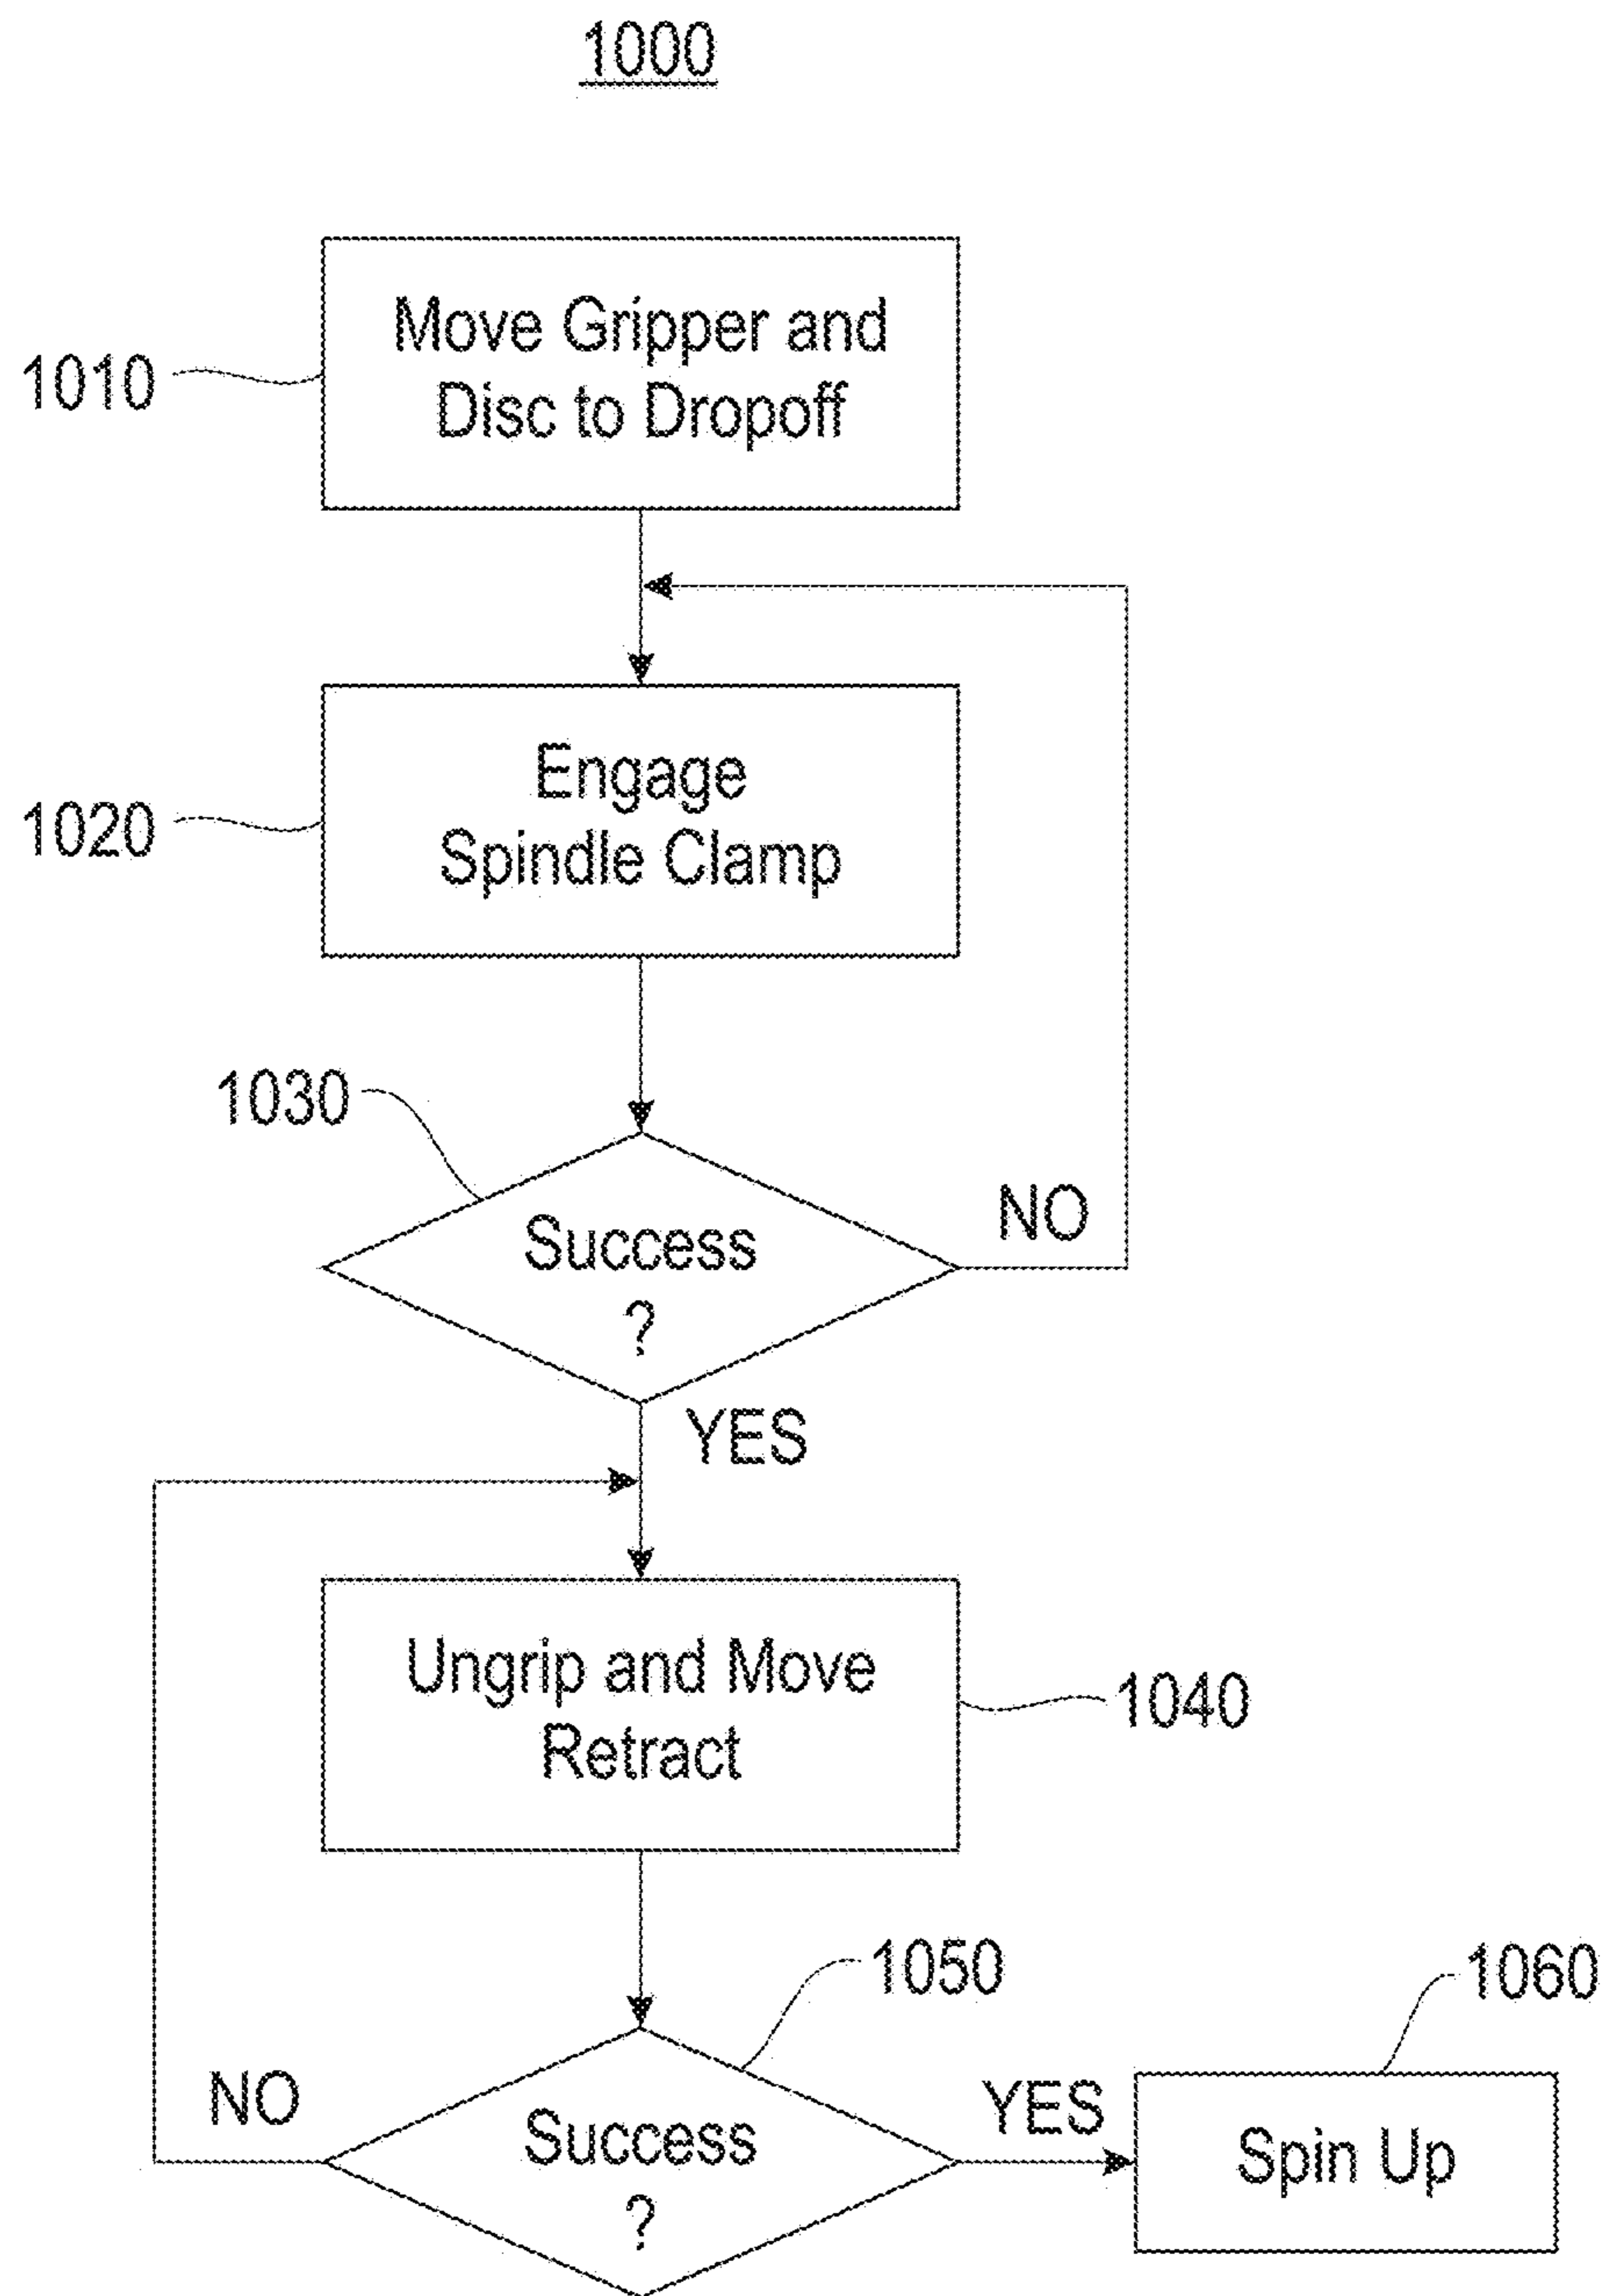 1000
Move Gripper and
Disc to Dropoff
1010
Engage
Spindle Clamp
1020
1030
Success
?
NO
YES
Ungrip and Move
Retract
1040
1050
1060
NO
Success
?
YES
Spin Up